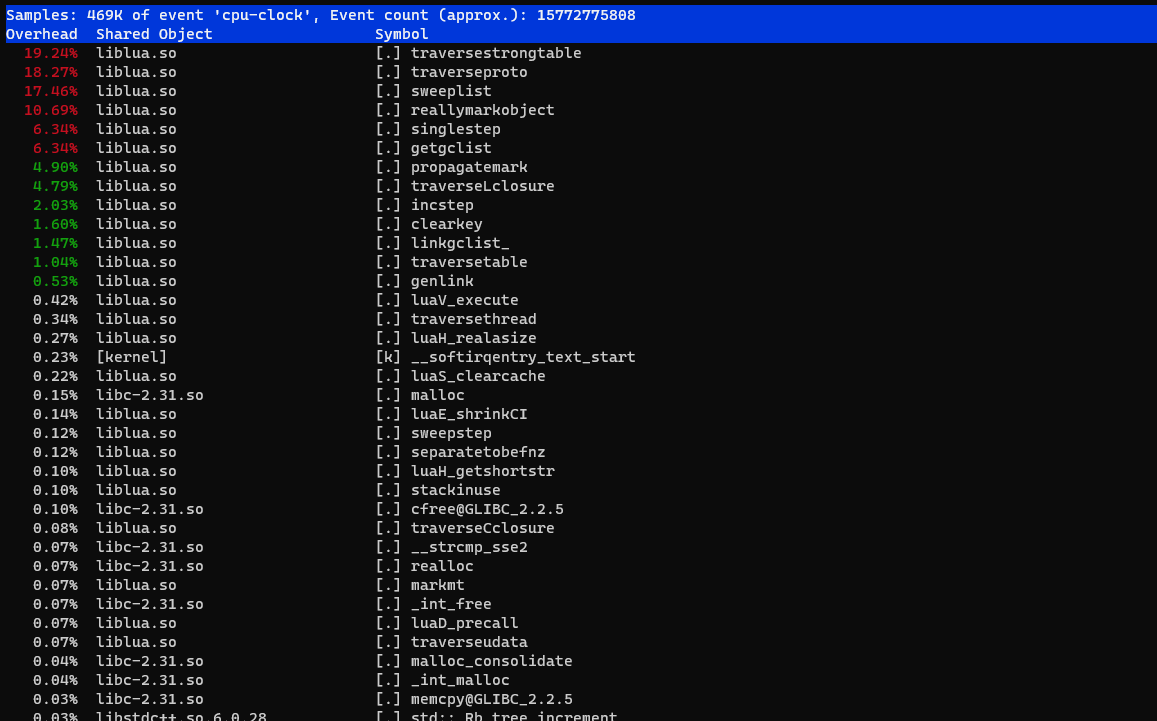 Samples: 469K of event 'cpu-clock', Event count (approx.): 15772775808
Overhead  Shared Object                  Symbol
  19.24%  liblua.so                      [.] traversestrongtable
  18.27%  liblua.so                      [.] traverseproto
  17.46%  liblua.so                      [.] sweeplist
  10.69%  liblua.so                      [.] reallymarkobject
   6.34%  liblua.so                      [.] singlestep
   6.34%  liblua.so                      [.] getgclist
   4.90%  liblua.so                      [.] propagatemark
   4.79%  liblua.so                      [.] traverseLclosure
   2.03%  liblua.so                      [.] incstep
   1.60%  liblua.so                      [.] clearkey
   1.47%  liblua.so                      [.] linkgclist_
   1.04%  liblua.so                      [.] traversetable
   0.53%  liblua.so                      [.] genlink
   0.42%  liblua.so                      [.] luaV_execute
   0.34%  liblua.so                      [.] traversethread
   0.27%  liblua.so                      [.] luaH_realasize
   0.23%  [kernel]                       [k] __softirqentry_text_start
   0.22%  liblua.so                      [.] luaS_clearcache
   0.15%  libc-2.31.so                   [.] malloc
   0.14%  liblua.so                      [.] luaE_shrinkCI
   0.12%  liblua.so                      [.] sweepstep
   0.12%  liblua.so                      [.] separatetobefnz
   0.10%  liblua.so                      [.] luaH_getshortstr
   0.10%  liblua.so                      [.] stackinuse
   0.10%  libc-2.31.so                   [.] cfree@GLIBC_2.2.5
   0.08%  liblua.so                      [.] traverseCclosure
   0.07%  libc-2.31.so                   [.] __strcmp_sse2
   0.07%  libc-2.31.so                   [.] realloc
   0.07%  liblua.so                      [.] markmt
   0.07%  libc-2.31.so                   [.] _int_free
   0.07%  liblua.so                      [.] luaD_precall
   0.07%  liblua.so                      [.] traverseudata
   0.04%  libc-2.31.so                   [.] malloc_consolidate
   0.04%  libc-2.31.so                   [.] _int_malloc
   0.03%  libc-2.31.so                   [.] memcpy@GLIBC_2.2.5
   0.03%  libstdc++.so.6.0.28            [.] std::_Rb_tree_increment